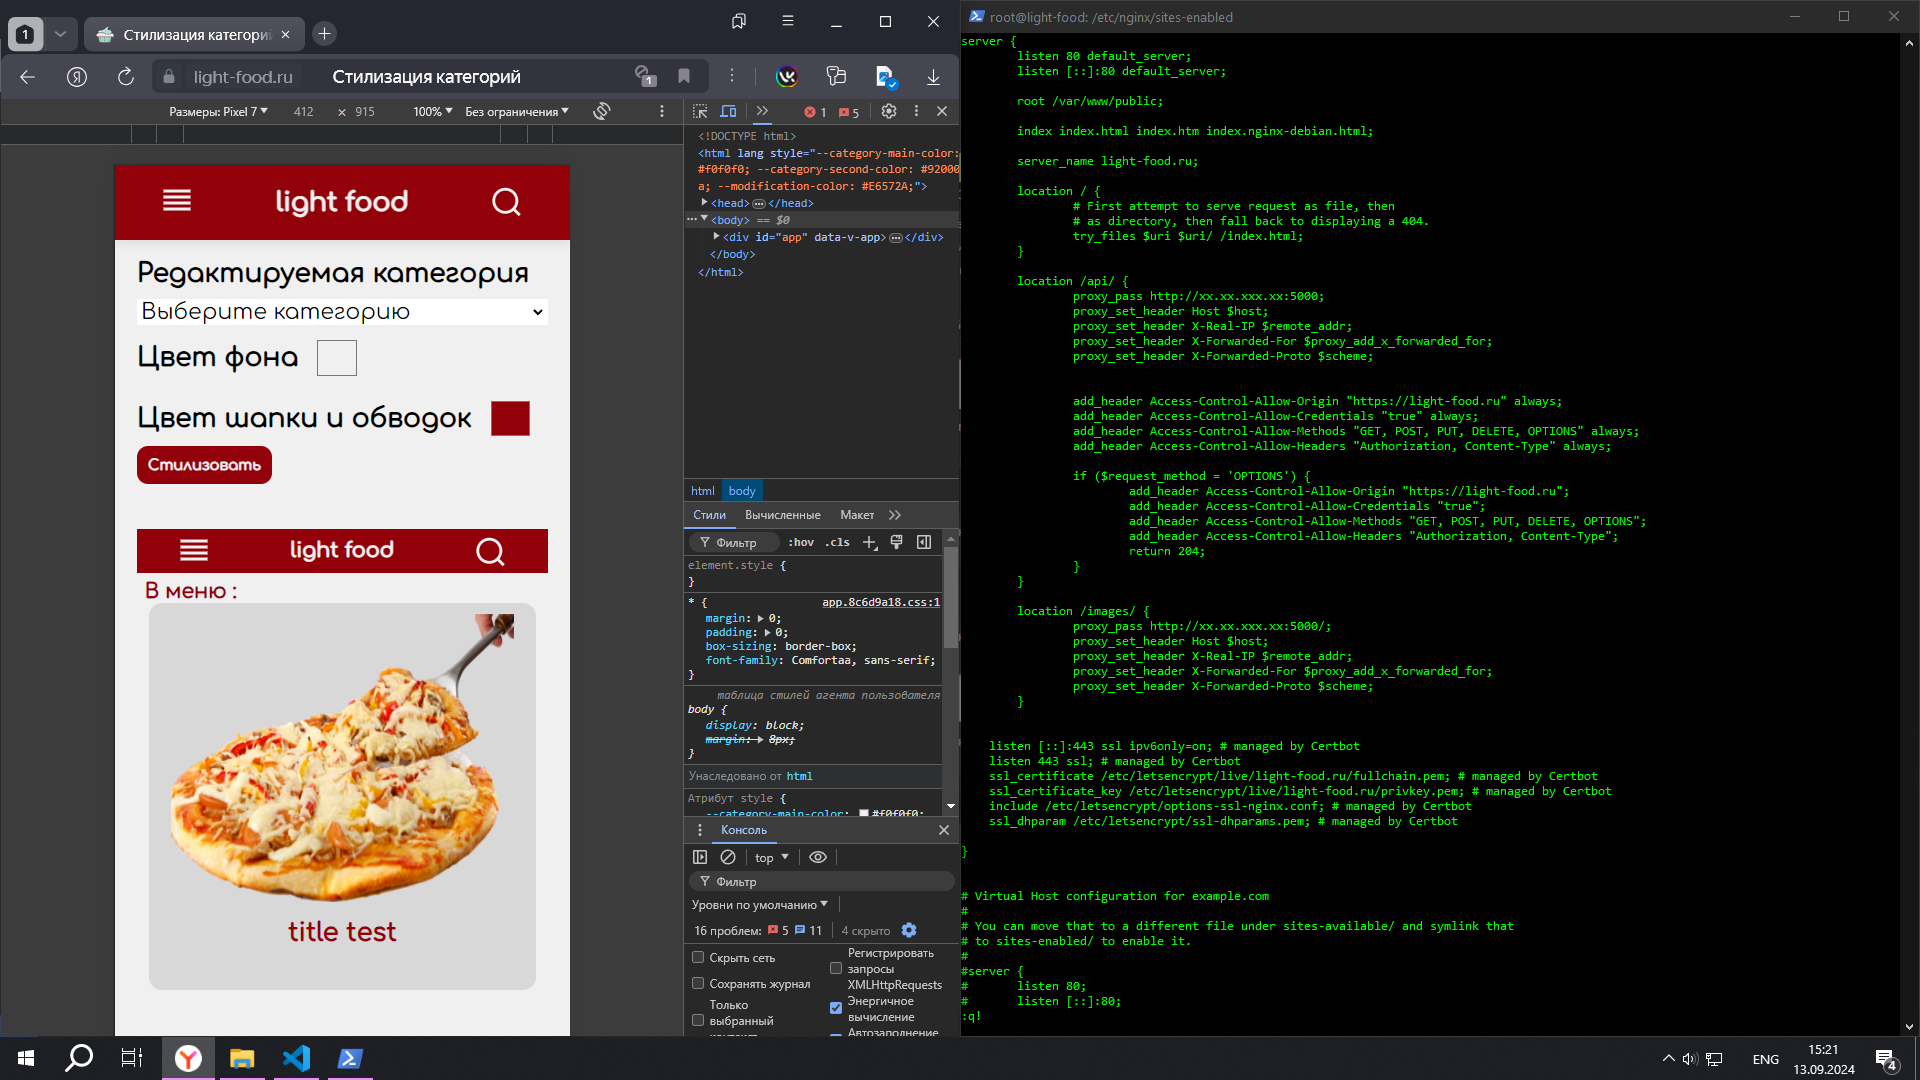 1
Стилизация категорий
light-food.ru
Стилизация категорий
1
Размеры: Pixel 7
412
×
915
100%
Без ограничения
1
5
light food
Редактируемая категория
Выберите категорию
Цвет фона
Цвет шапки и обводок
Стилизовать
light food
В меню :
title test
<!DOCTYPE html>
<html lang style="--category-main-color:
#f0f0f0; --category-second-color: #92000
a; --modification-color: #E6572A;">
<head> </head>
<body> == $0
<div id="app" data-v-app> </div>
</body>
</html>
html
body
Стили
Вычисленные
Макет
Фильтр
:hov
.cls
element.style {
}
* {
app.8c6d9a18.css:1
margin: 0;
padding: 0;
box-sizing: border-box;
font-family: Comfortaa, sans-serif;
}
таблица стилей агента пользователя
body {
display: block;
margin: 8px;
}
Унаследовано от html
Атрибут style {
--category-main-color: #f0f0f0;
Консоль
top
Фильтр
Уровни по умолчанию
16 проблем: 5 11
4 скрыто
Скрыть сеть
Сохранять журнал
Только
выбранный
Регистрировать
запросы
XMLHttpRequests
Энергичное
вычисление
Автозаполнение
root@light-food: /etc/nginx/sites-enabled
server {
listen 80 default_server;
listen [::]:80 default_server;
root /var/www/public;
index index.html index.htm index.nginx-debian.html;
server_name light-food.ru;
location / {
# First attempt to serve request as file, then
# as directory, then fall back to displaying a 404.
try_files $uri $uri/ /index.html;
}
location /api/ {
proxy_pass http://xx.xx.xxx.xx:5000;
proxy_set_header Host $host;
proxy_set_header X-Real-IP $remote_addr;
proxy_set_header X-Forwarded-For $proxy_add_x_forwarded_for;
proxy_set_header X-Forwarded-Proto $scheme;
add_header Access-Control-Allow-Origin "https://light-food.ru" always;
add_header Access-Control-Allow-Credentials "true" always;
add_header Access-Control-Allow-Methods "GET, POST, PUT, DELETE, OPTIONS" always;
add_header Access-Control-Allow-Headers "Authorization, Content-Type" always;
if ($request_method = 'OPTIONS') {
add_header Access-Control-Allow-Origin "https://light-food.ru";
add_header Access-Control-Allow-Credentials "true";
add_header Access-Control-Allow-Methods "GET, POST, PUT, DELETE, OPTIONS";
add_header Access-Control-Allow-Headers "Authorization, Content-Type";
return 204;
}
}
location /images/ {
proxy_pass http://xx.xx.xxx.xx:5000/;
proxy_set_header Host $host;
proxy_set_header X-Real-IP $remote_addr;
proxy_set_header X-Forwarded-For $proxy_add_x_forwarded_for;
proxy_set_header X-Forwarded-Proto $scheme;
}
listen [::]:443 ssl ipv6only=on; # managed by Certbot
listen 443 ssl; # managed by Certbot
ssl_certificate /etc/letsencrypt/live/light-food.ru/fullchain.pem; # managed by Certbot
ssl_certificate_key /etc/letsencrypt/live/light-food.ru/privkey.pem; # managed by Certbot
include /etc/letsencrypt/options-ssl-nginx.conf; # managed by Certbot
ssl_dhparam /etc/letsencrypt/ssl-dhparams.pem; # managed by Certbot
}
# Virtual Host configuration for example.com
#
# You can move that to a different file under sites-available/ and symlink that
# to sites-enabled/ to enable it.
#
#server {
# listen 80;
# listen [::]:80;
:q!
ENG
15:21
13.09.2024
4